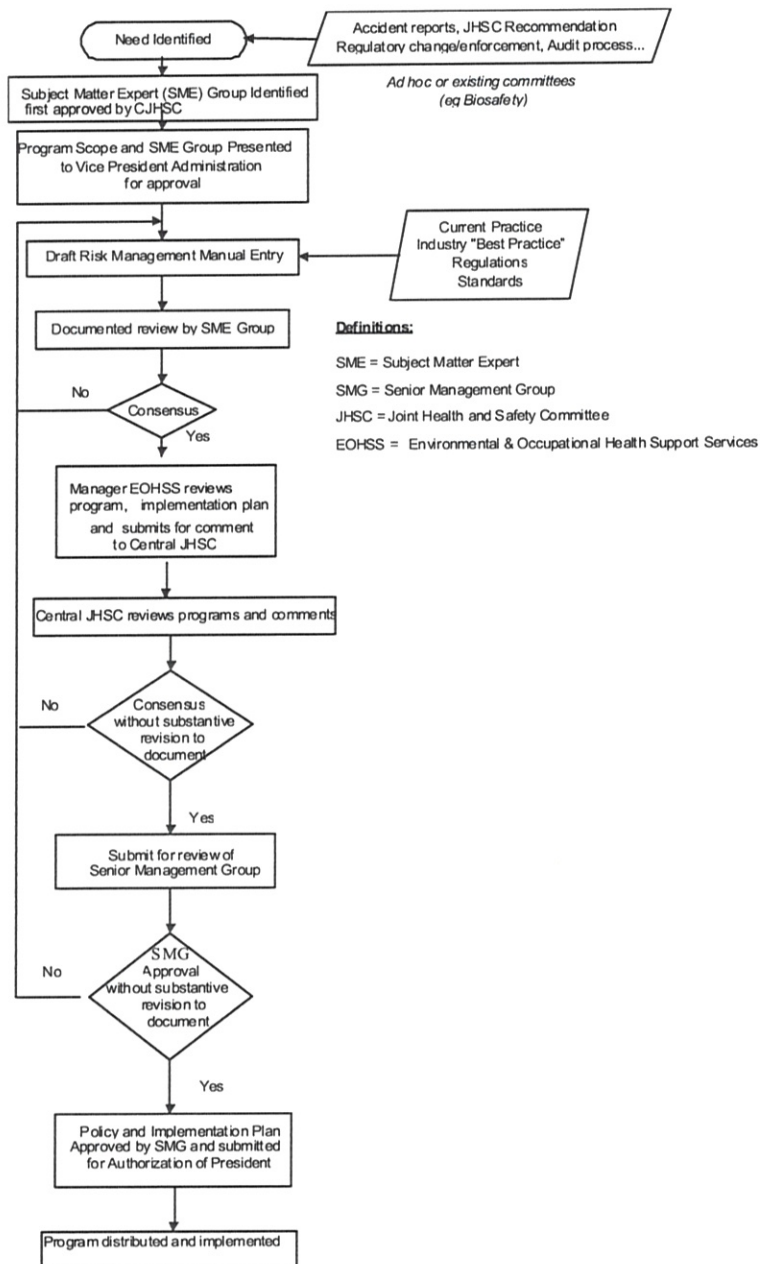 Need Identified
Accident reports, JHSC Recommendation
Regulatory change/enforcement, Audit process...
Ad hoc or existing committees
(eg Biosafety)
Subject Matter Expert (SME) Group Identified
first approved by CJHSC
Program Scope and SME Group Presented
to Vice President Administration
for approval
Draft Risk Management Manual Entry
Current Practice
Industry "Best Practice"
Regulations
Standards
Documented review by SME Group
Definitions:
SME = Subject Matter Expert
SMG = Senior Management Group
JHSC = Joint Health and Safety Committee
EOHSS = Environmental & Occupational Health Support Services
No
Consensus
Yes
Manager EOHSS reviews
program, implementation plan
and submits for comment
to Central JHSC
Central JHSC reviews programs and comments
No
Consensus
without substantive
revision to
document
Yes
Submit for review of
Senior Management Group
No
SMG
Approval
without substantive
revision to
document
Yes
Policy and Implementation Plan
Approved by SMG and submitted
for Authorization of President
Program distributed and implemented